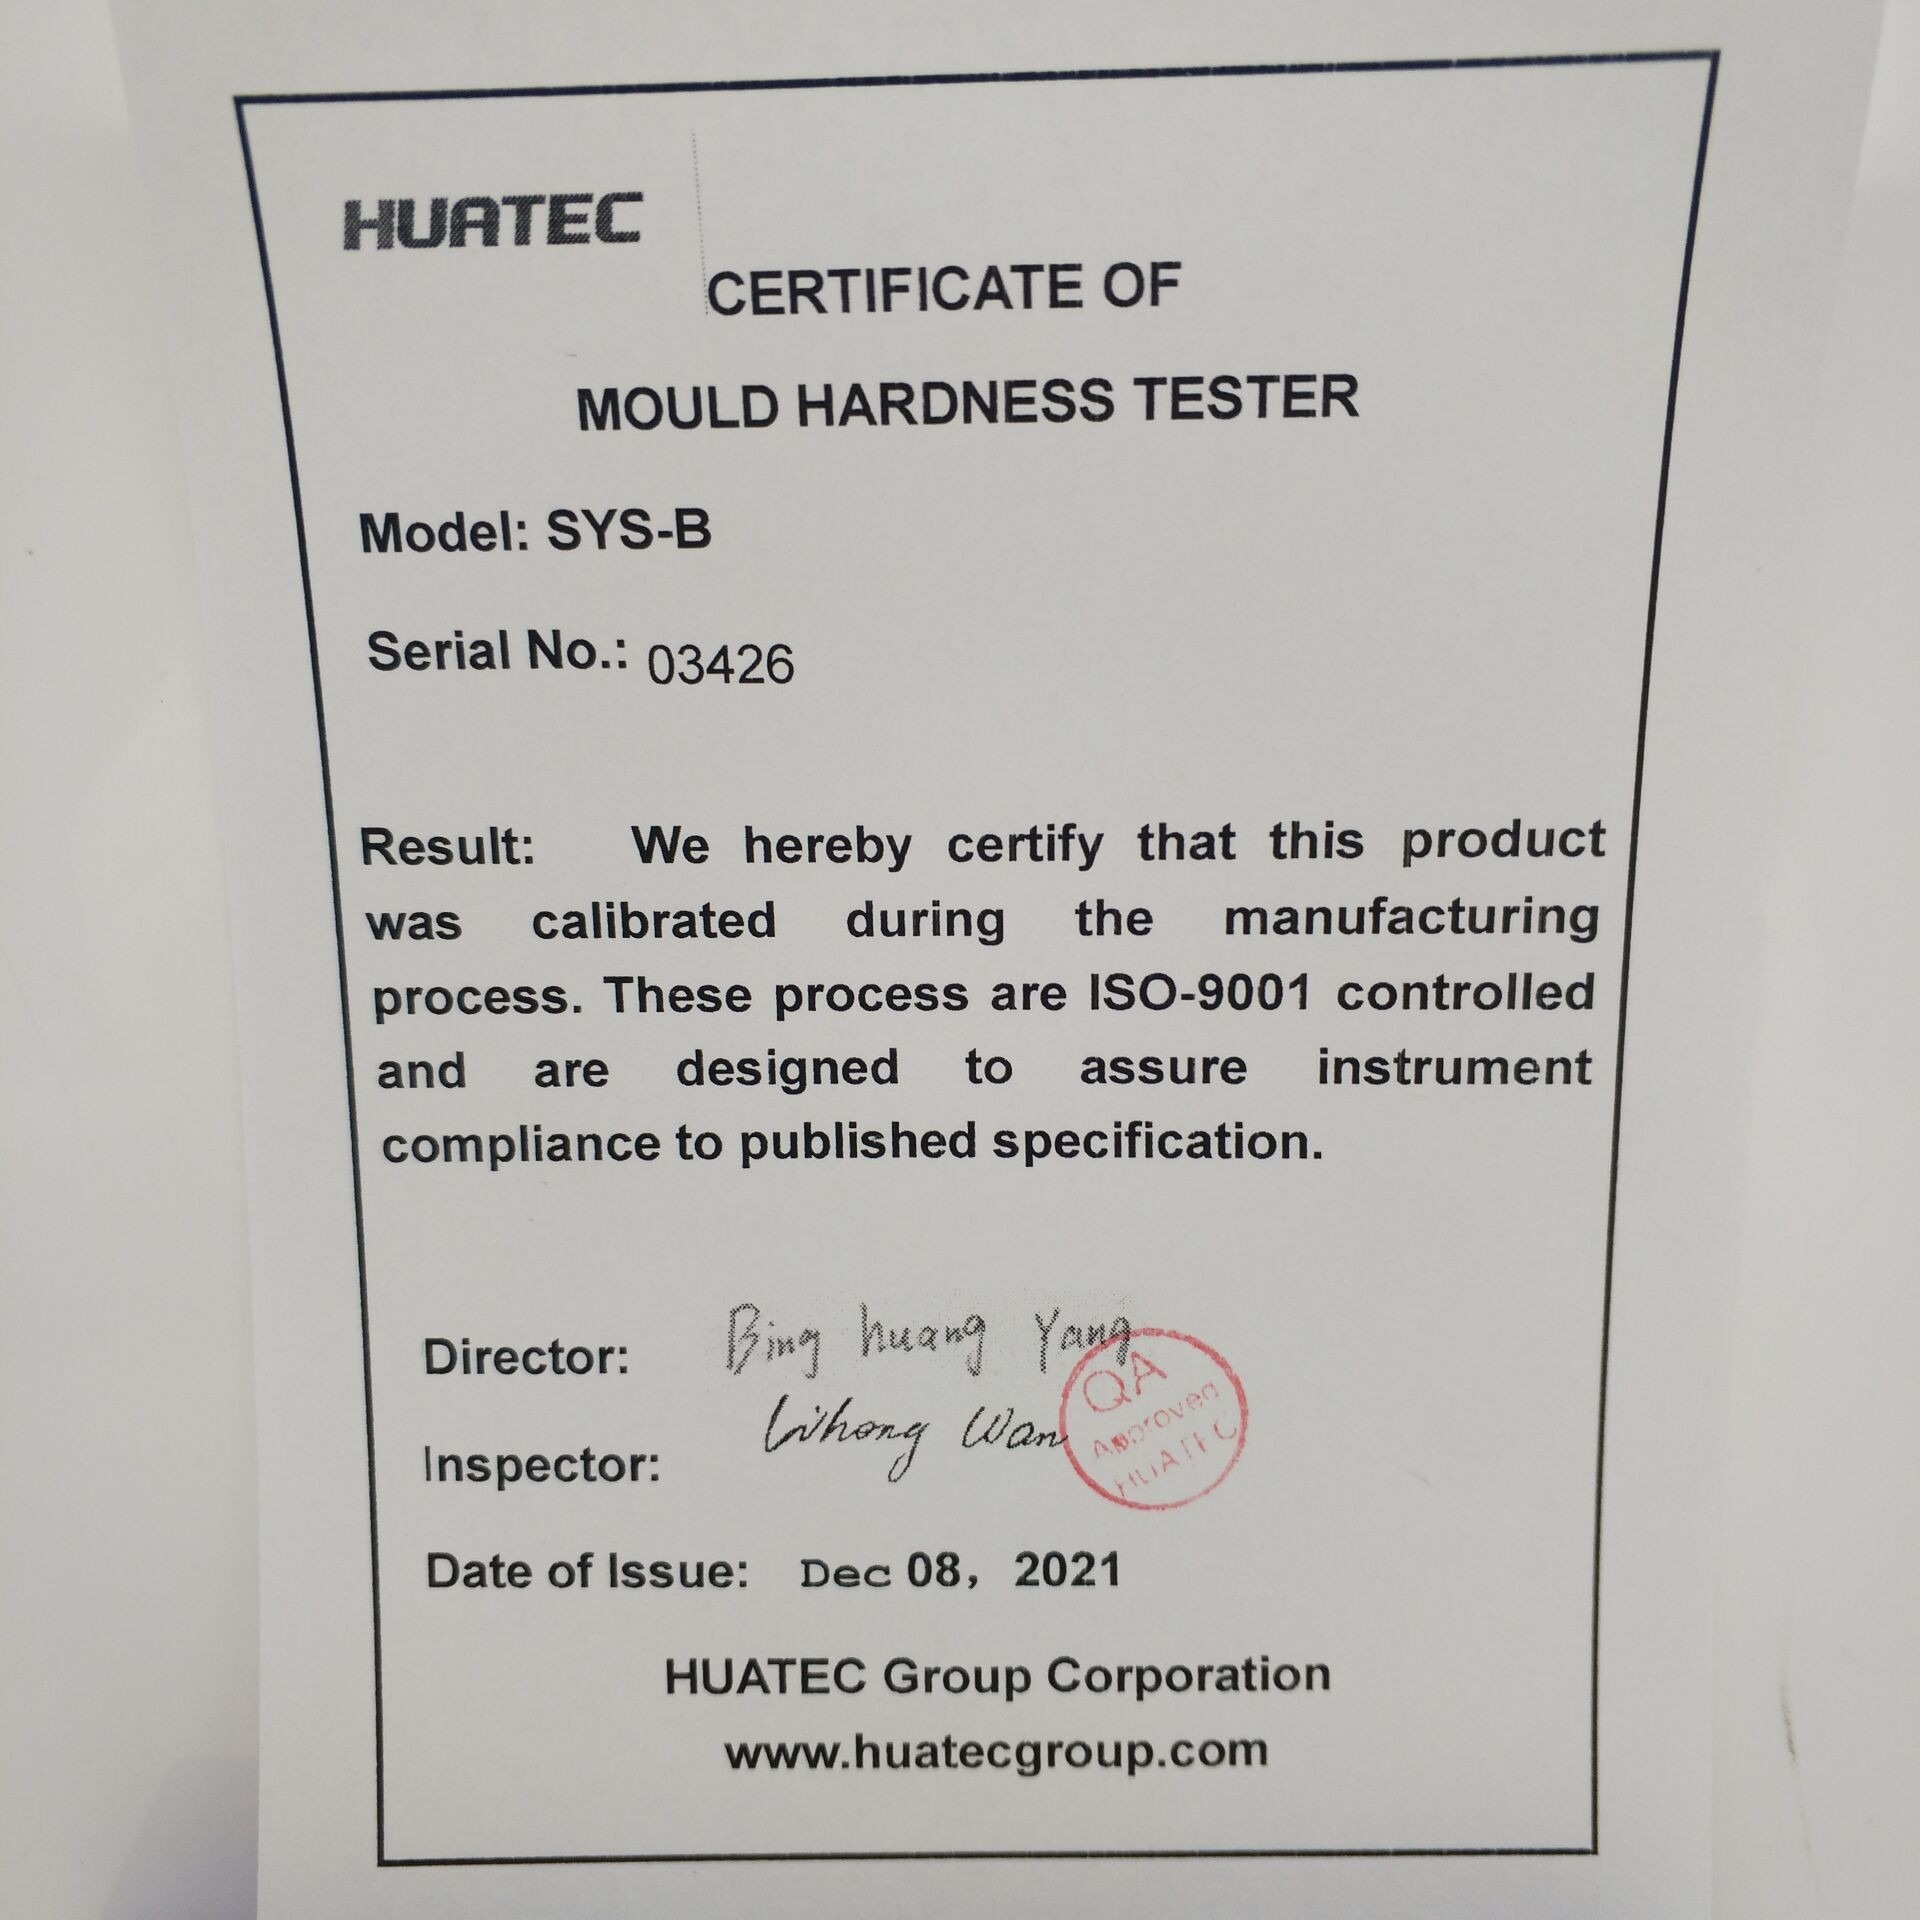 HUATEC
CERTIFICATE OF
MOULD HARDNESS TESTER
Model: SYS-B
Serial No.: 03426
Result: We hereby certify that this product
was calibrated during the manufacturing
process. These process are ISO-9001 controlled
and are designed to assure instrument
compliance to published specification.
Director: Bing huang Yang
Inspector: Lihong Wan
QA
Approved
HUATEC
Date of Issue: Dec 08, 2021
HUATEC Group Corporation
www.huatecgroup.com